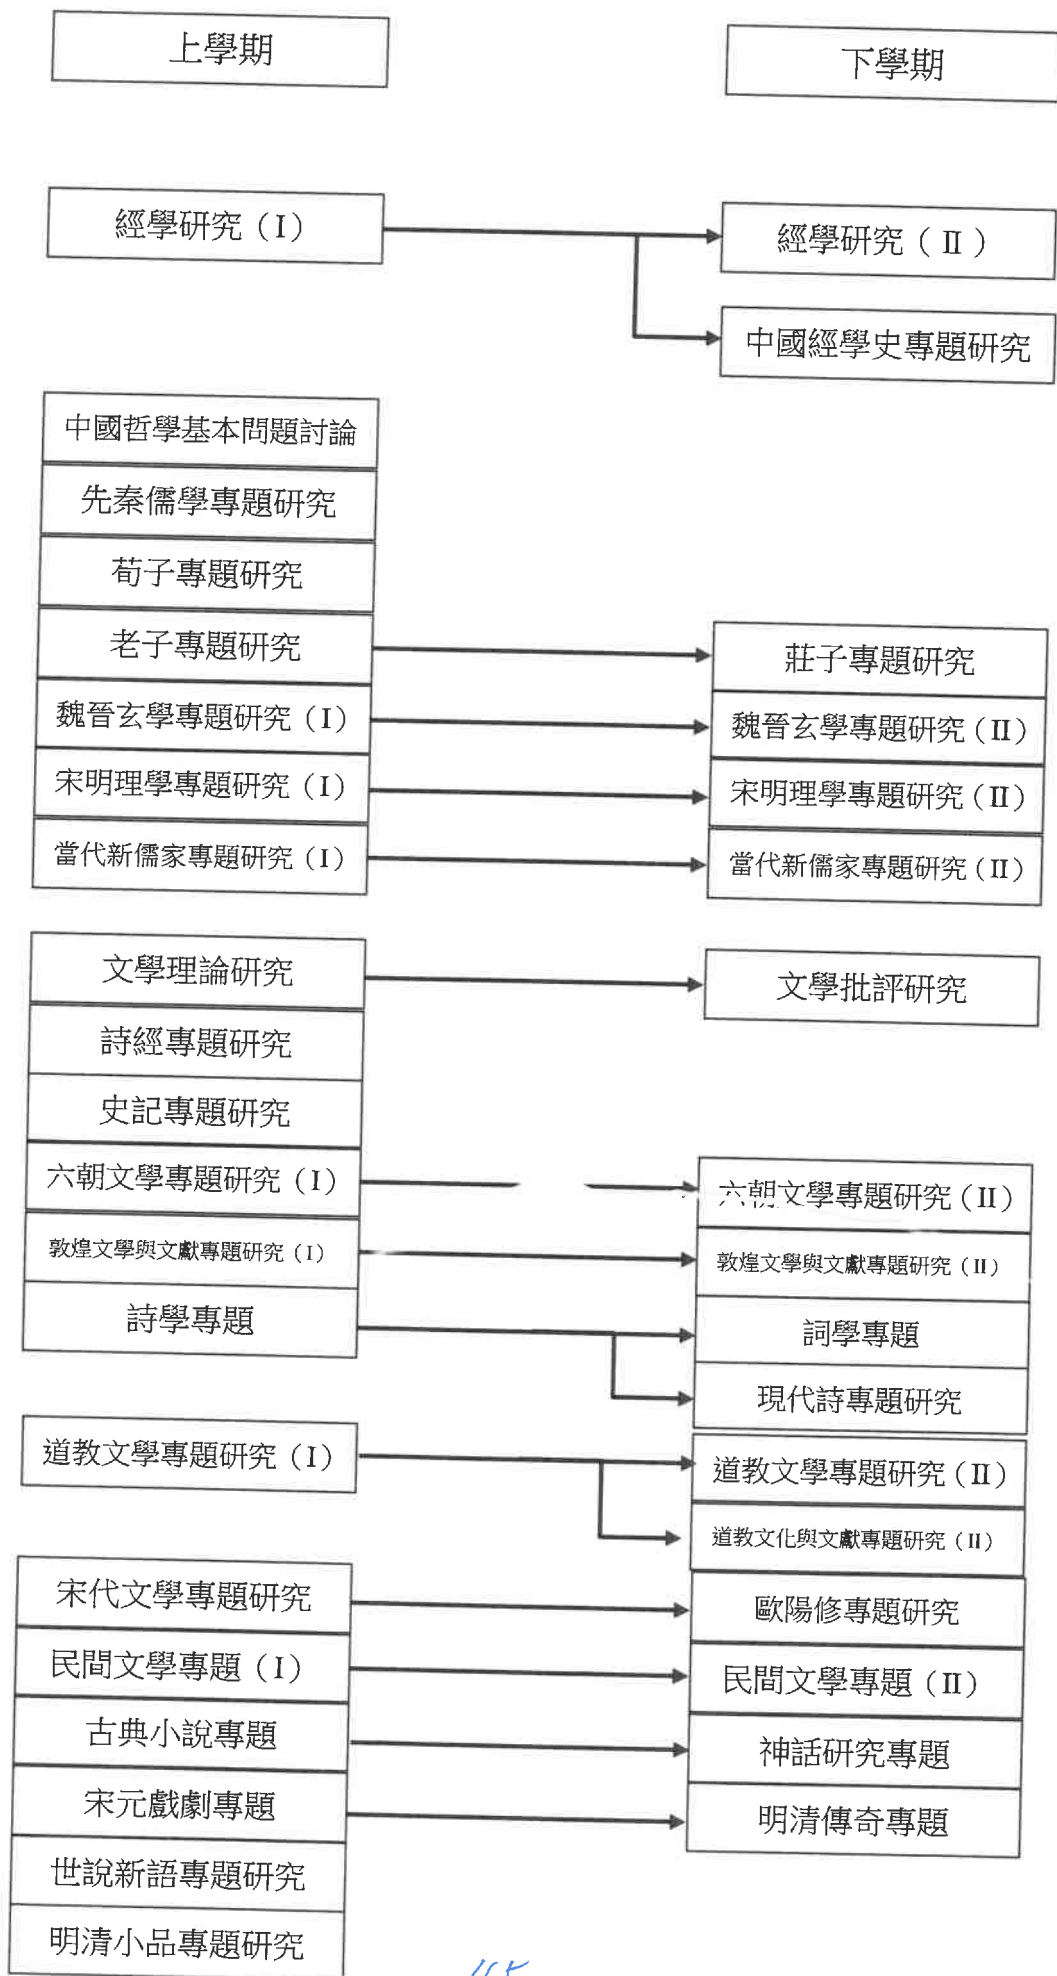 上學期
下學期
經學研究（I）
經學研究（II）
中國經學史專題研究
中國哲學基本問題討論
先秦儒學專題研究
荀子專題研究
老子專題研究
莊子專題研究
魏晉玄學專題研究（I）
魏晉玄學專題研究（II）
宋明理學專題研究（I）
宋明理學專題研究（II）
當代新儒家專題研究（I）
當代新儒家專題研究（II）
文學理論研究
文學批評研究
詩經專題研究
史記專題研究
六朝文學專題研究（I）
六朝文學專題研究（II）
敦煌文學與文獻專題研究（I）
敦煌文學與文獻專題研究（II）
詩學專題
詞學專題
現代詩專題研究
道教文學專題研究（I）
道教文學專題研究（II）
道教文化與文獻專題研究（II）
宋代文學專題研究
歐陽修專題研究
民間文學專題（I）
民間文學專題（II）
古典小說專題
神話研究專題
宋元戲劇專題
明清傳奇專題
世說新語專題研究
明清小品專題研究